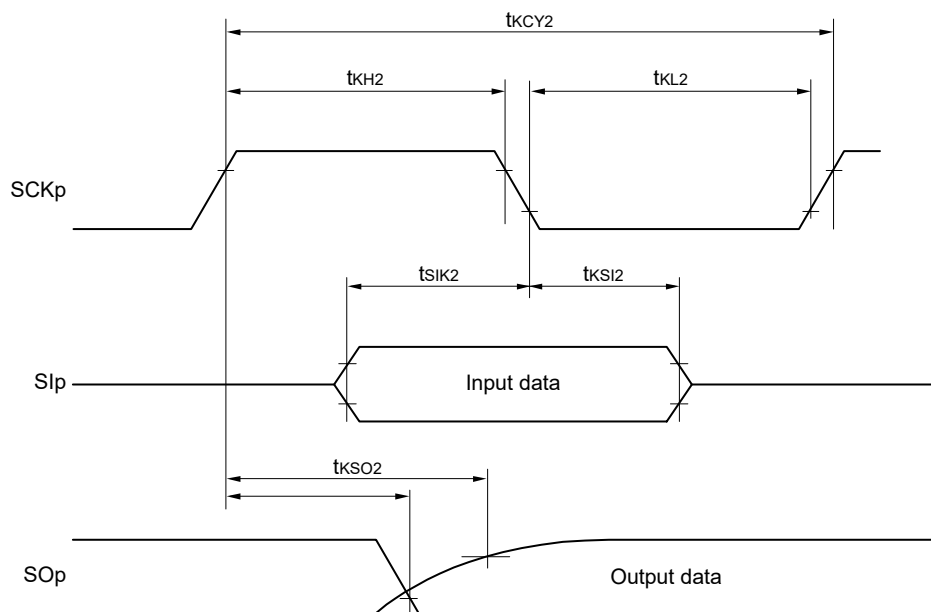 tKCY2
tKH2
tKL2
SCKp
tSIK2
tKSI2
SIp
Input data
tKSO2
SOp
Output data